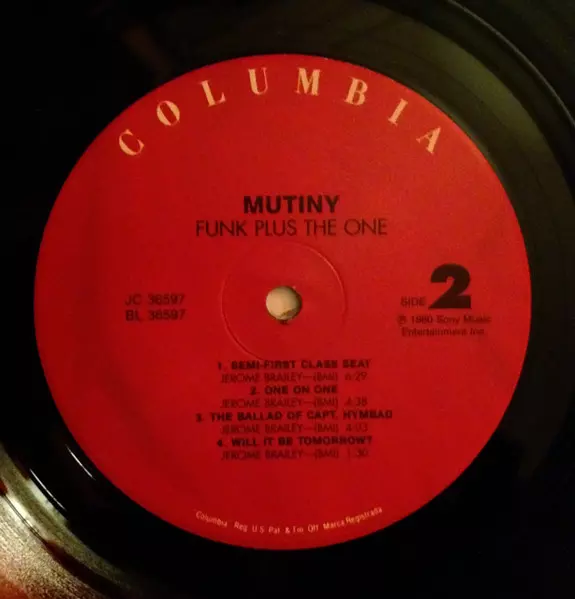 COLUMBIA
MUTINY
FUNK PLUS THE ONE
JC 36597
BL 36597
SIDE 2
℗ 1980 Sony Music
Entertainment Inc.
1. SEMI-FIRST CLASS SEAT
JEROME BRAILEY—(BMI) 6:29
2. ONE ON ONE
JEROME BRAILEY—(BMI) 4:38
3. THE BALLAD OF CAPT. HYMBAD
JEROME BRAILEY—(BMI) 4:03
4. WILL IT BE TOMORROW?
JEROME BRAILEY—(BMI) 1:30
Columbia Reg. U.S. Pat. & Tm. Off. Marca Registrada